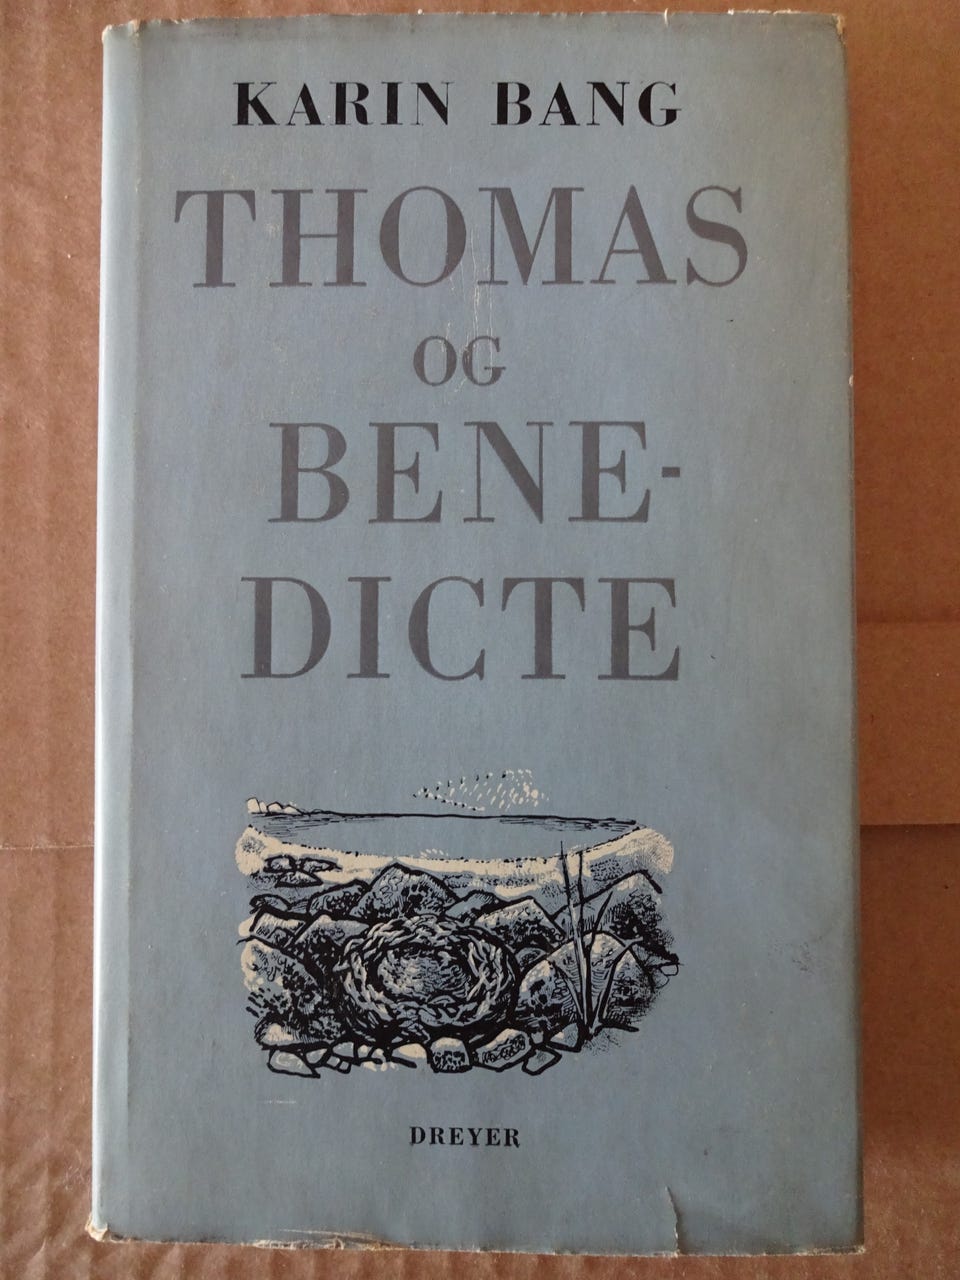 KARIN BANG
THOMAS
OG
BENE-
DICTE
DREYER